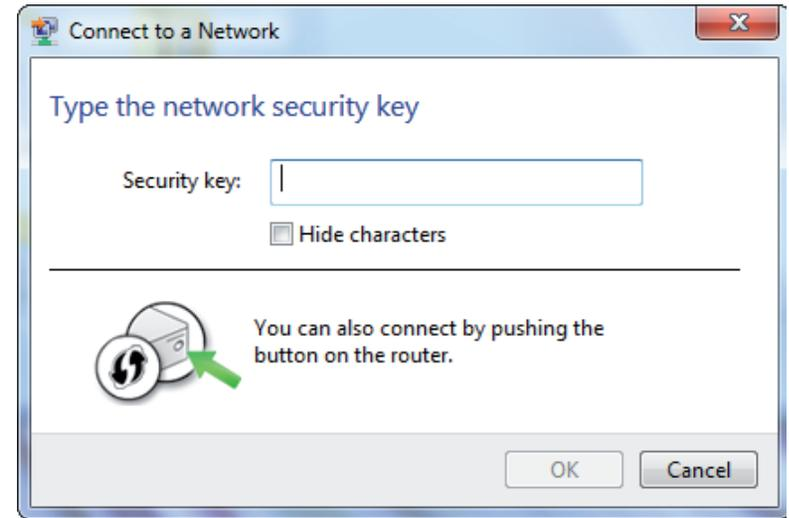 Connect to a Network
Type the network security key
Security key:
Hide characters
You can also connect by pushing the
button on the router.
OK Cancel